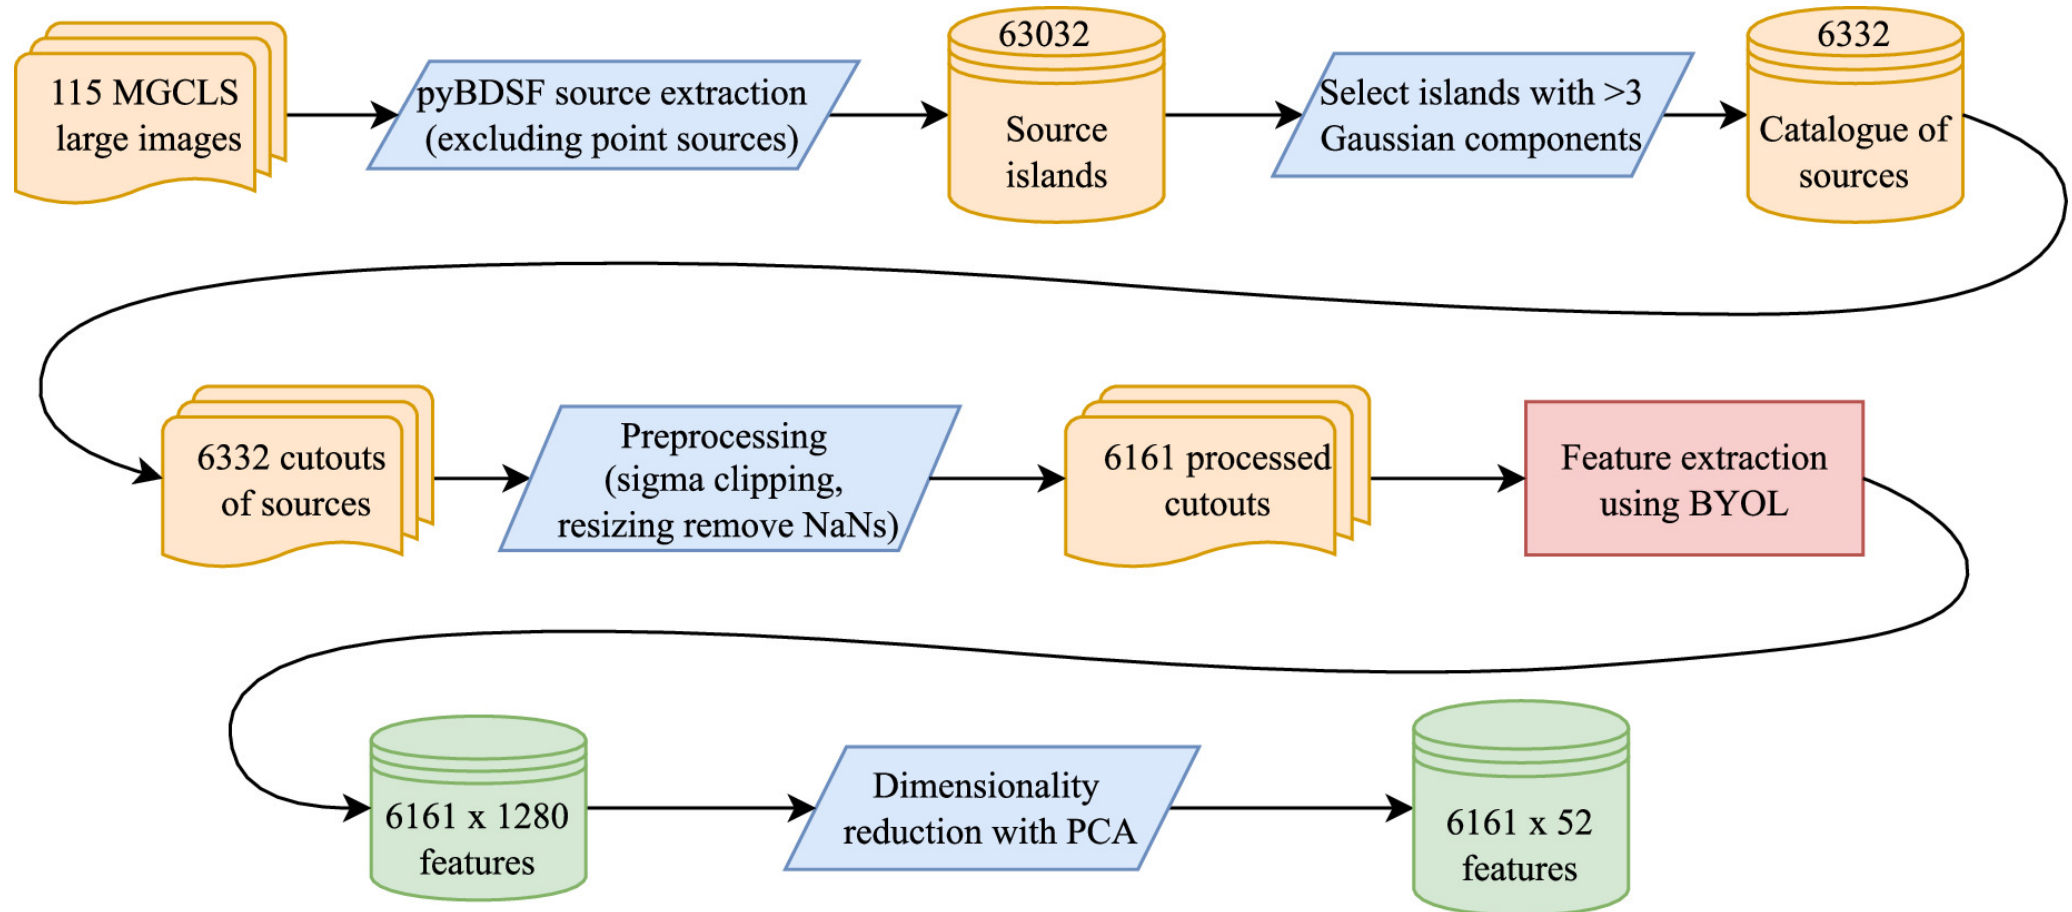 115 MGCLS
large images
pyBDSF source extraction
(excluding point sources)
63032
Source
islands
Select islands with >3
Gaussian components
6332
Catalogue of
sources
6332 cutouts
of sources
Preprocessing
(sigma clipping,
resizing remove NaNs)
6161 processed
cutouts
Feature extraction
using BYOL
6161 x 1280
features
Dimensionality
reduction with PCA
6161 x 52
features